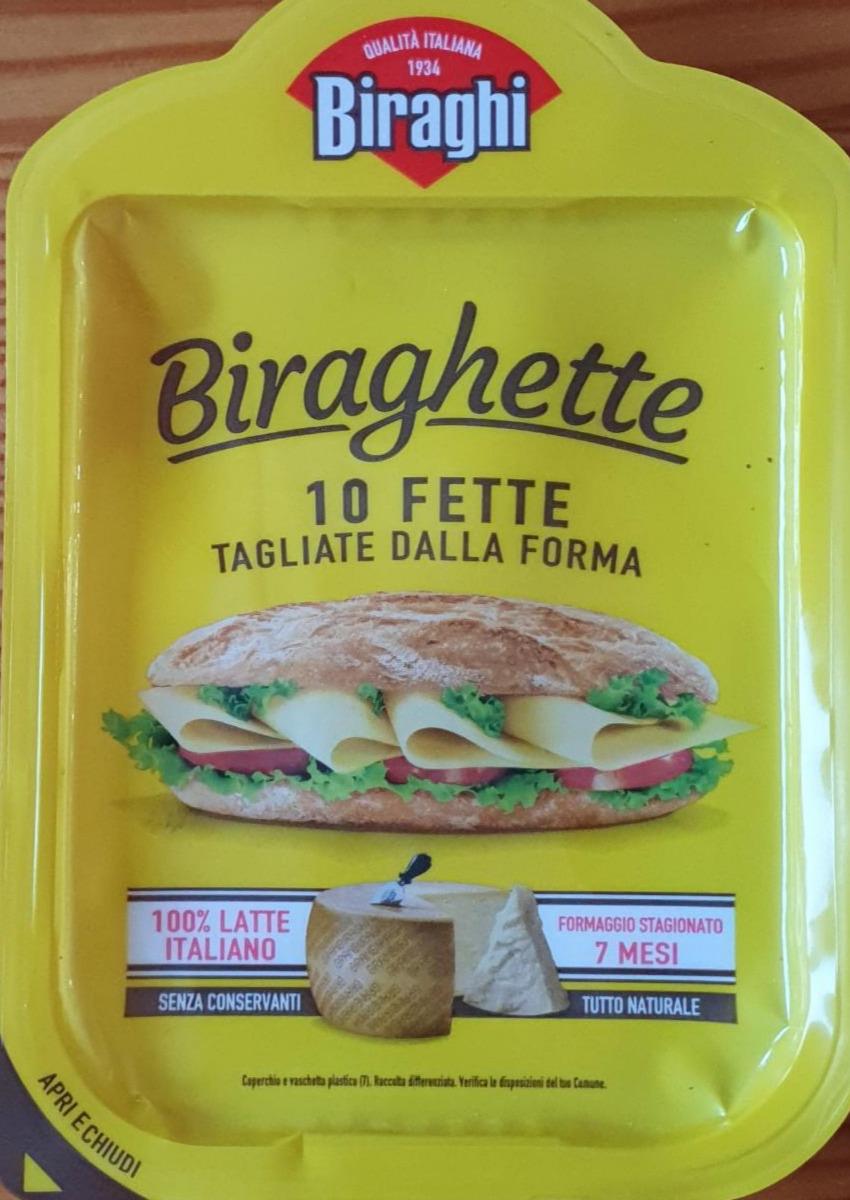 QUALITÀ ITALIANA
1934
Biraghi
Biraghette
10 FETTE
TAGLIATE DALLA FORMA
100% LATTE
ITALIANO
FORMAGGIO STAGIONATO
7 MESI
SENZA CONSERVANTI
TUTTO NATURALE
Coperchio e vaschetta plastica (7). Raccolta differenziata. Verifica le disposizioni del tuo Comune.
APRI E CHIUDI